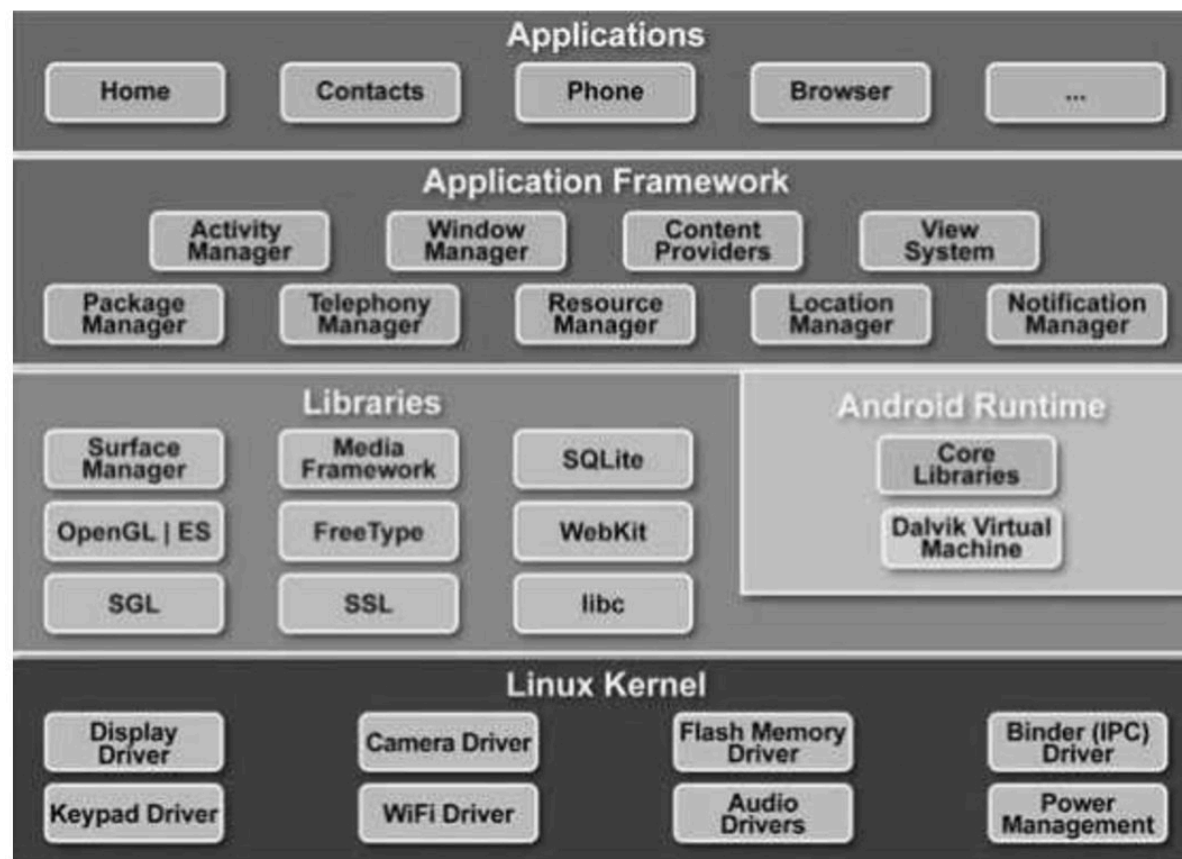 Applications
Home
Contacts
Phone
Browser
...
Application Framework
Activity
Manager
Window
Manager
Content
Providers
View
System
Package
Manager
Telephony
Manager
Resource
Manager
Location
Manager
Notification
Manager
Libraries
Surface
Manager
Media
Framework
SQLite
OpenGL | ES
FreeType
WebKit
SGL
SSL
libc
Android Runtime
Core
Libraries
Dalvik Virtual
Machine
Linux Kernel
Display
Driver
Camera Driver
Flash Memory
Driver
Binder (IPC)
Driver
Keypad Driver
WiFi Driver
Audio
Drivers
Power
Management